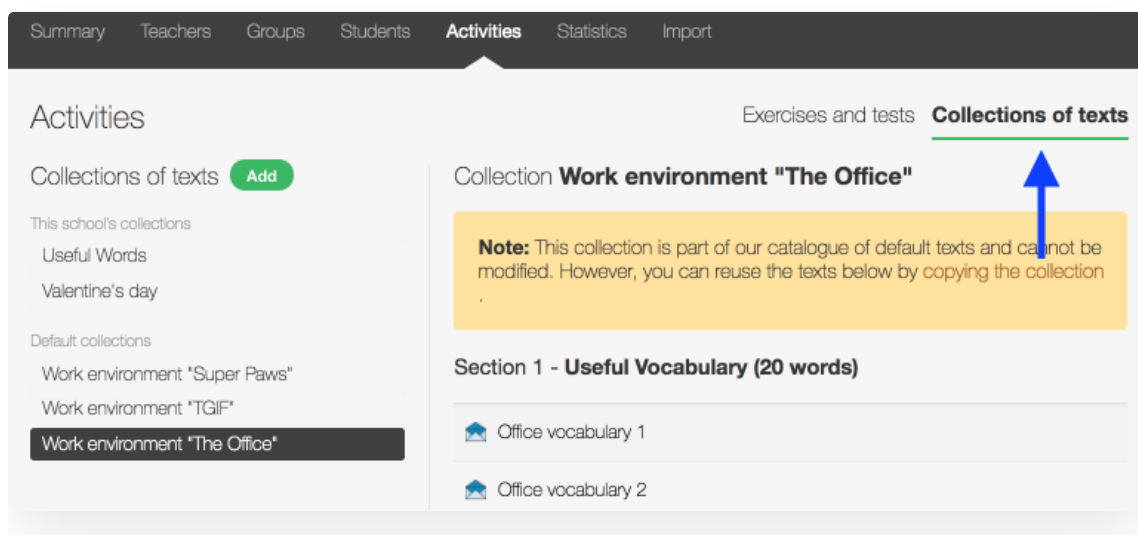 Summary Teachers Groups Students Activities Statistics Import
Activities
Exercises and tests Collections of texts
Collections of texts Add
This school's collections
Useful Words
Valentine's day
Default collections
Work environment "Super Paws"
Work environment "TGIF"
Work environment "The Office"
Collection Work environment "The Office"
Note: This collection is part of our catalogue of default texts and cannot be
modified. However, you can reuse the texts below by copying the collection
.
Section 1 - Useful Vocabulary (20 words)
Office vocabulary 1
Office vocabulary 2